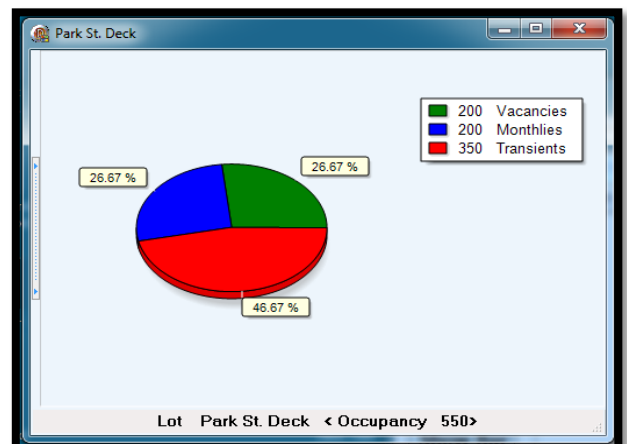 Park St. Deck
200 Vacancies
200 Monthlies
350 Transients
26.67 %
26.67 %
46.67 %
Lot Park St. Deck < Occupancy 550>